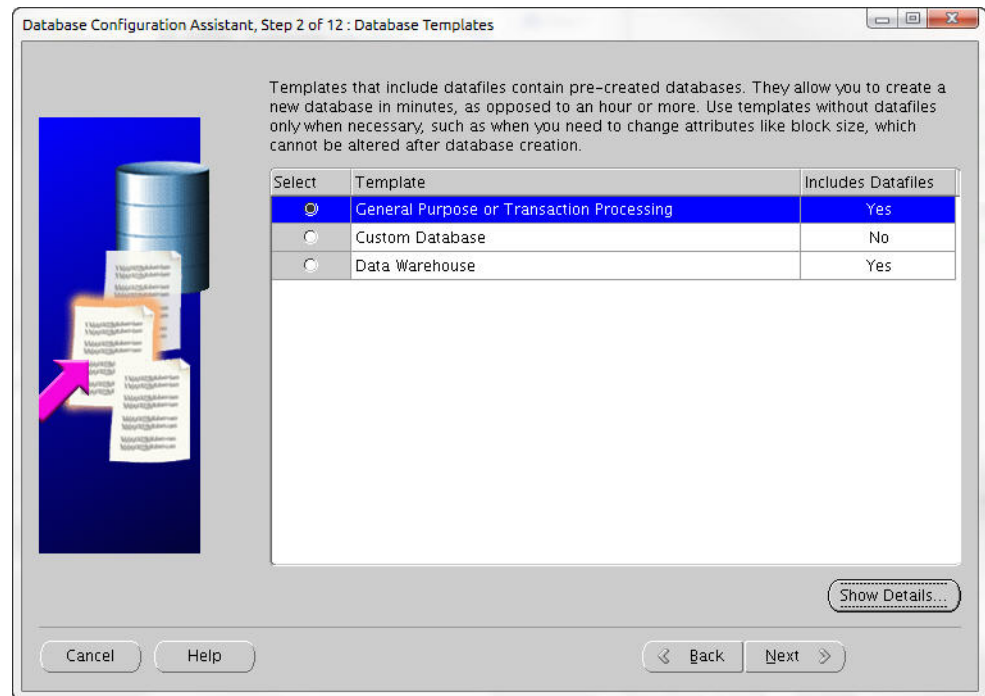 Database Configuration Assistant, Step 2 of 12 : Database Templates
Templates that include datafiles contain pre-created databases. They allow you to create a
new database in minutes, as opposed to an hour or more. Use templates without datafiles
only when necessary, such as when you need to change attributes like block size, which
cannot be altered after database creation.
Select Template Includes Datafiles
General Purpose or Transaction Processing Yes
Custom Database No
Data Warehouse Yes
Show Details...
Cancel Help Back Next